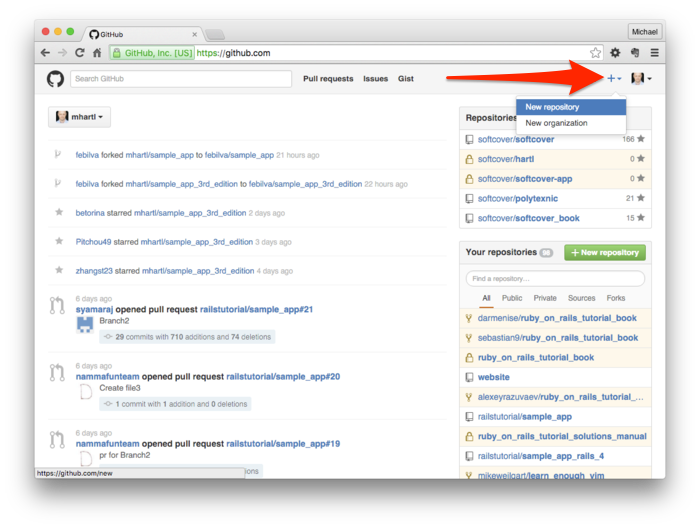 GitHub
Michael
GitHub, Inc. [US] https://github.com
Search GitHub
Pull requests Issues Gist
New repository
New organization
mhartl
Repositories
febilva forked mhartl/sample_app to febilva/sample_app 21 hours ago
febilva forked mhartl/sample_app_3rd_edition to febilva/sample_app_3rd_edition 22 hours ago
betorina starred mhartl/sample_app_3rd_edition 2 days ago
Pitchou49 starred mhartl/sample_app_3rd_edition 3 days ago
zhangst23 starred mhartl/sample_app_3rd_edition 4 days ago
6 days ago
syamaraj opened pull request railstutorial/sample_app#21
Branch2
29 commits with 710 additions and 74 deletions
6 days ago
nammafunteam opened pull request railstutorial/sample_app#20
Create file3
1 commit with 1 addition and 0 deletions
6 days ago
nammafunteam opened pull request railstutorial/sample_app#19
pr for Branch2
https://github.com/new
softcover/softcover 166
softcover/hartl 0
softcover/softcover-app 0
softcover/polytexnic 21
softcover/softcover_book 15
Your repositories 98 + New repository
Find a repository…
All Public Private Sources Forks
darmenise/ruby_on_rails_tutorial_book
sebastian9/ruby_on_rails_tutorial_book
ruby_on_rails_tutorial_book
website
alexeyrazuvaev/ruby_on_rails_tutorial_…
railstutorial/sample_app
ruby_on_rails_tutorial_solutions_manual
railstutorial/sample_app_rails_4
mikeweilgart/learn_enough_vim